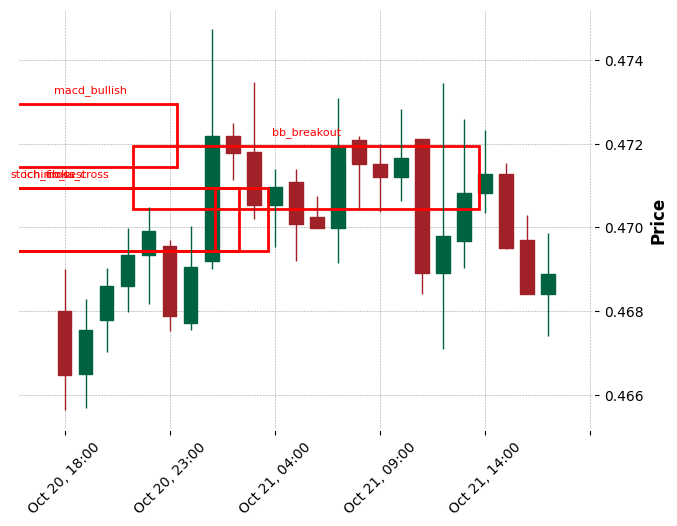 macd_bullish
bb_breakout
0.474
0.472
0.470
0.468
0.466
Price
Oct 20, 18:00
Oct 20, 23:00
Oct 21, 04:00
Oct 21, 09:00
Oct 21, 14:00